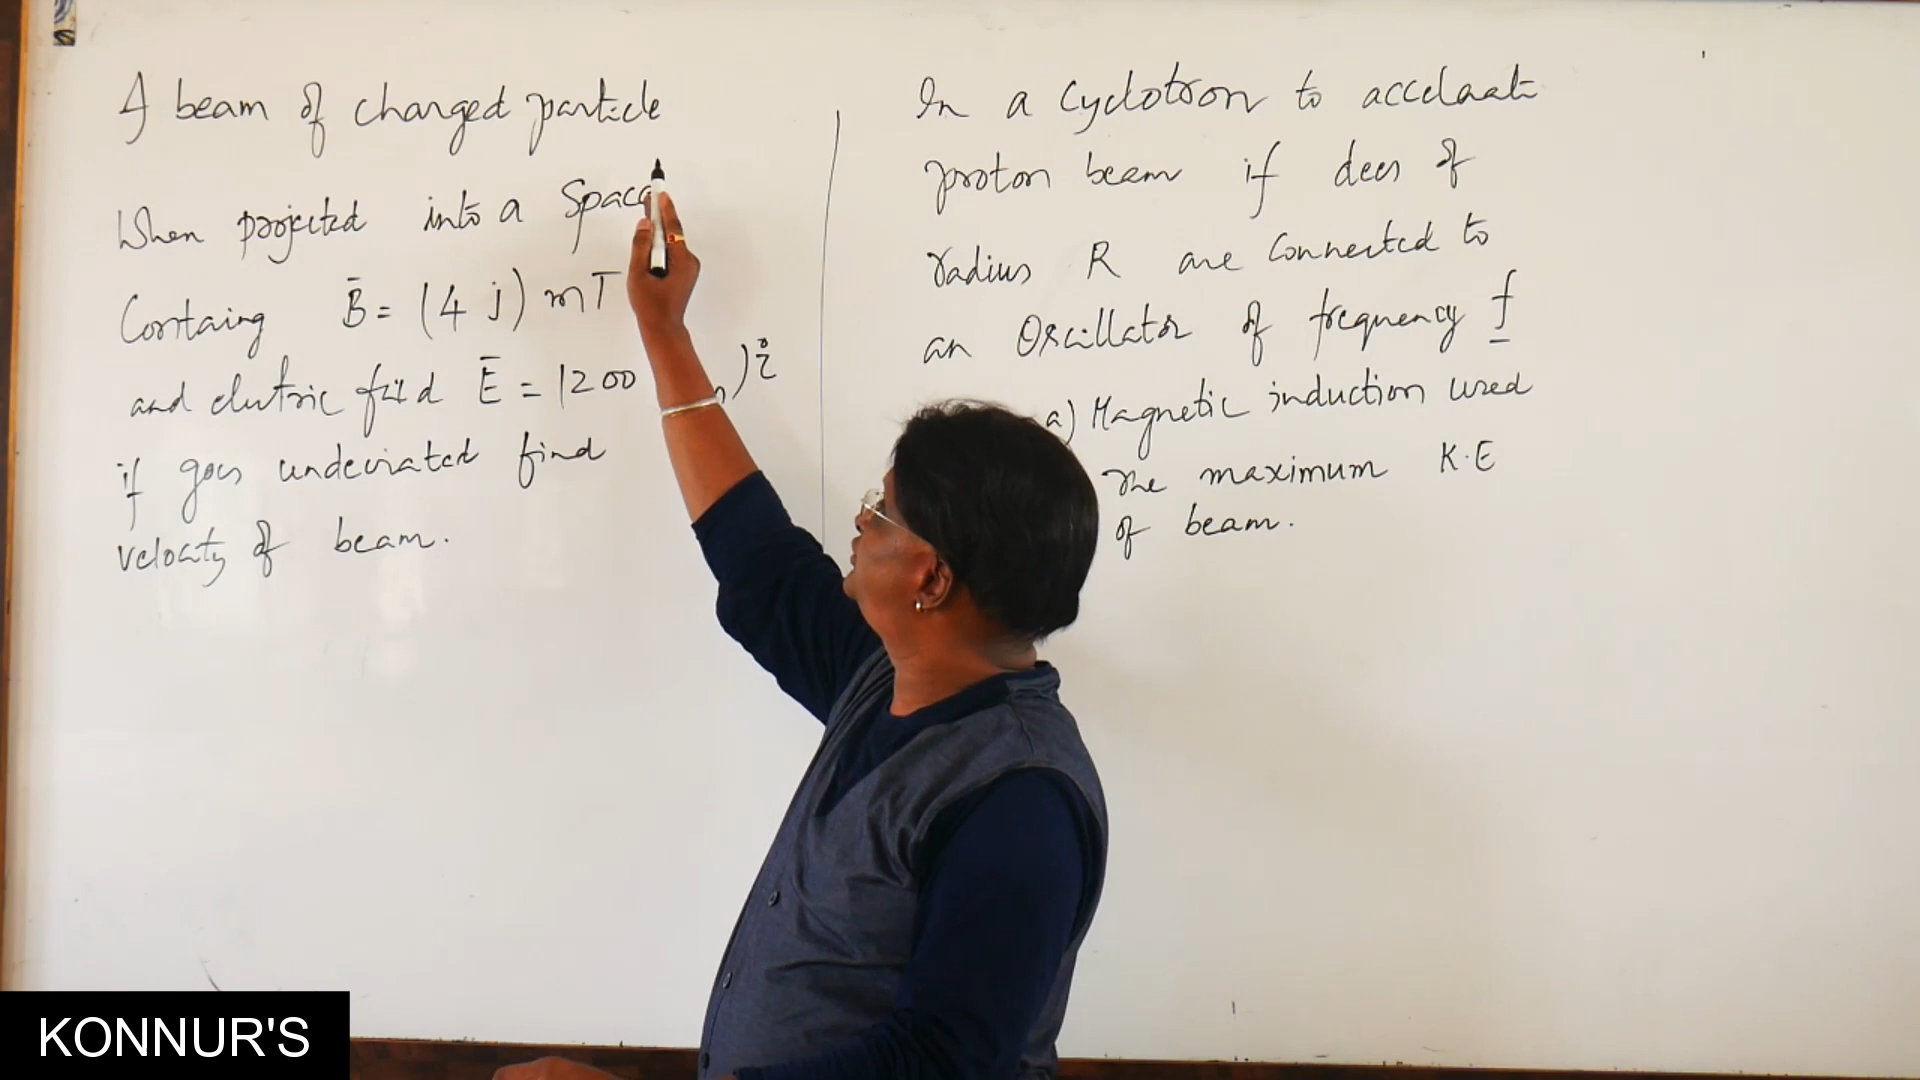 A beam of charged particle
When projected into a Space
Containg B̄ = (4 j) mT
and electric field Ē = 1200 ) i
if goes undeviated find
velocity of beam.
In a Cyclotron to
proton beam if dees of
radius R are Connected to
an Oscillator of frequency f
a) Magnetic induction used
The maximum K.E
of beam.
KONNUR'S